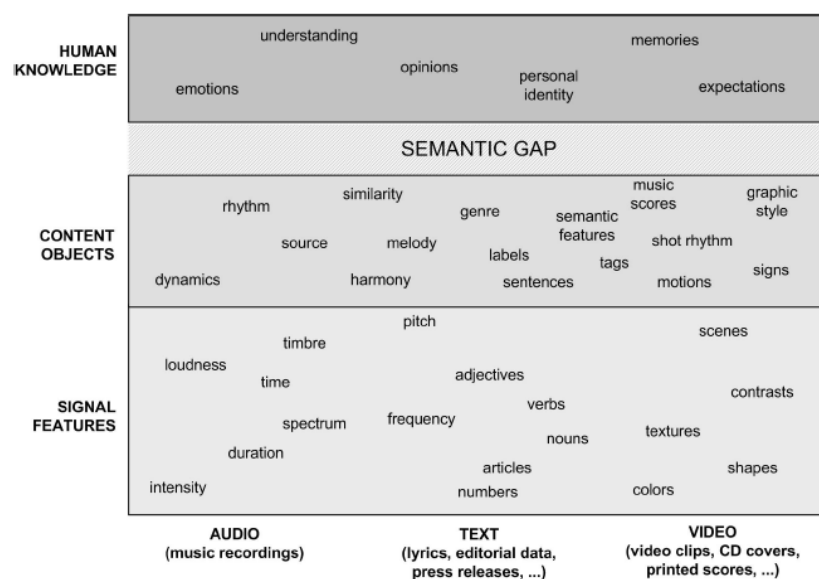 HUMAN
KNOWLEDGE
understanding
memories
opinions
emotions
personal
identity
expectations
SEMANTIC GAP
CONTENT
OBJECTS
rhythm
similarity
genre
semantic
features
music
scores
graphic
style
source
melody
labels
tags
shot rhythm
dynamics
harmony
sentences
motions
signs
SIGNAL
FEATURES
pitch
timbre
scenes
loudness
time
adjectives
contrasts
spectrum
frequency
verbs
nouns
textures
duration
articles
shapes
intensity
numbers
colors
AUDIO
(music recordings)
TEXT
(lyrics, editorial data,
press releases, ...)
VIDEO
(video clips, CD covers,
printed scores, ...)